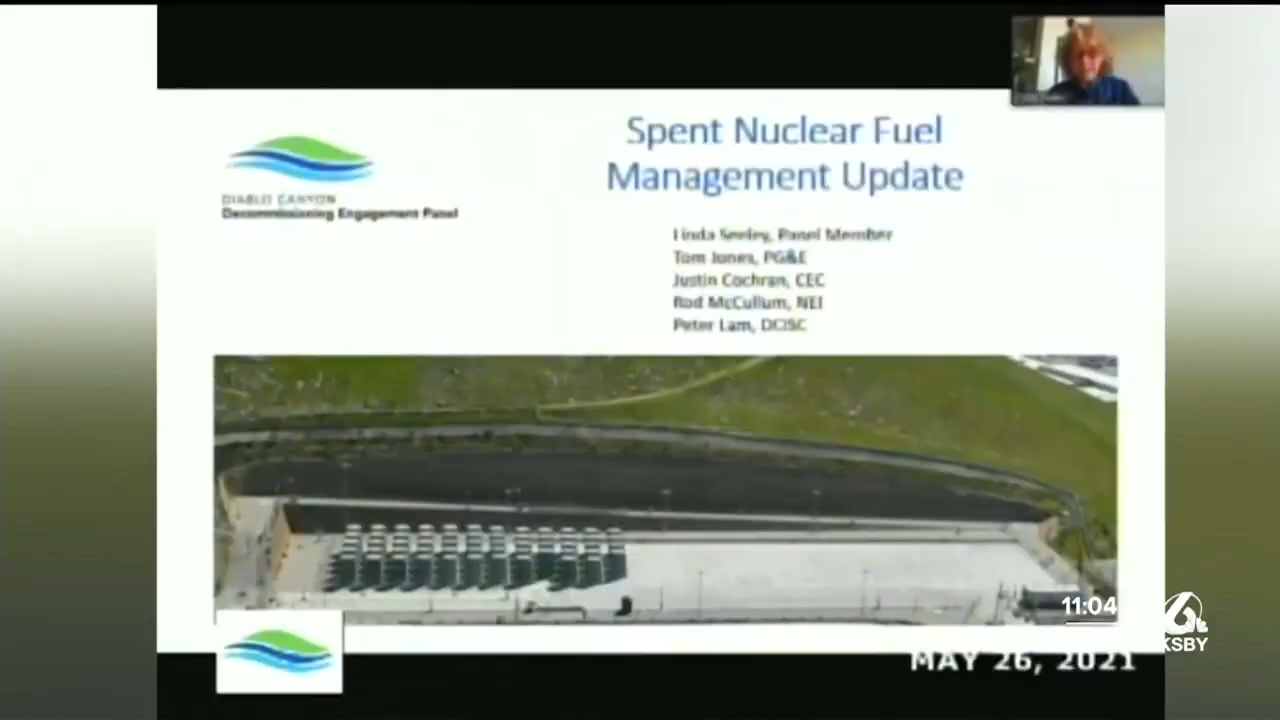 Spent Nuclear Fuel
Management Update
DIABLO CANYON
Decommissioning Engagement Panel
Linda Seeley, Panel Member
Tom Jones, PG&E
Justin Cochran, CEC
Rod McCullum, NEI
Peter Lam, DCISC
11:04
6
KSBY
MAY 26, 2021